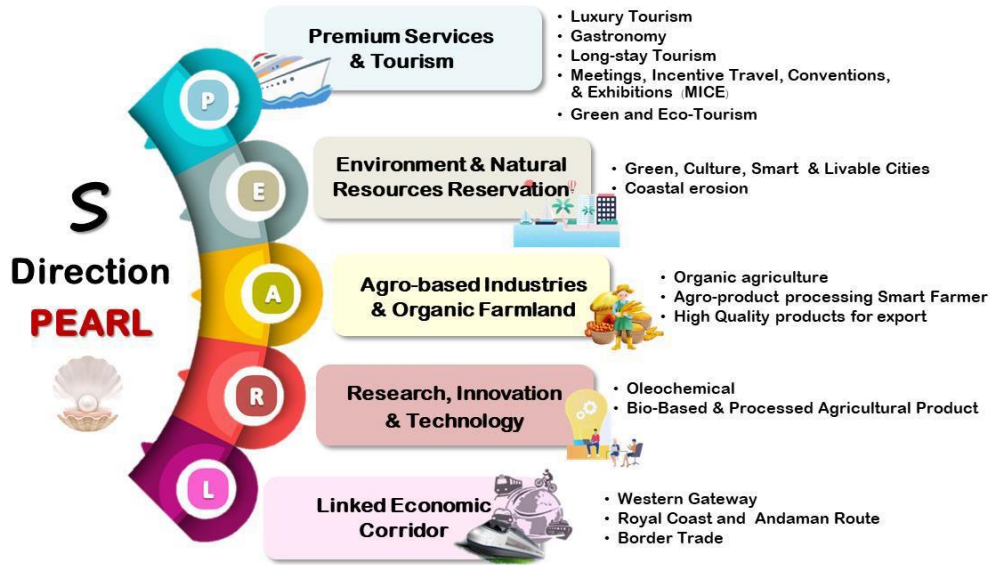 S
Direction
PEARL
P
Premium Services
& Tourism
• Luxury Tourism
• Gastronomy
• Long-stay Tourism
• Meetings, Incentive Travel, Conventions,
& Exhibitions (MICE)
• Green and Eco-Tourism
E
Environment & Natural
Resources Reservation
• Green, Culture, Smart & Livable Cities
• Coastal erosion
A
Agro-based Industries
& Organic Farmland
• Organic agriculture
• Agro-product processing Smart Farmer
• High Quality products for export
R
Research, Innovation
& Technology
• Oleochemical
• Bio-Based & Processed Agricultural Product
L
Linked Economic
Corridor
• Western Gateway
• Royal Coast and Andaman Route
• Border Trade